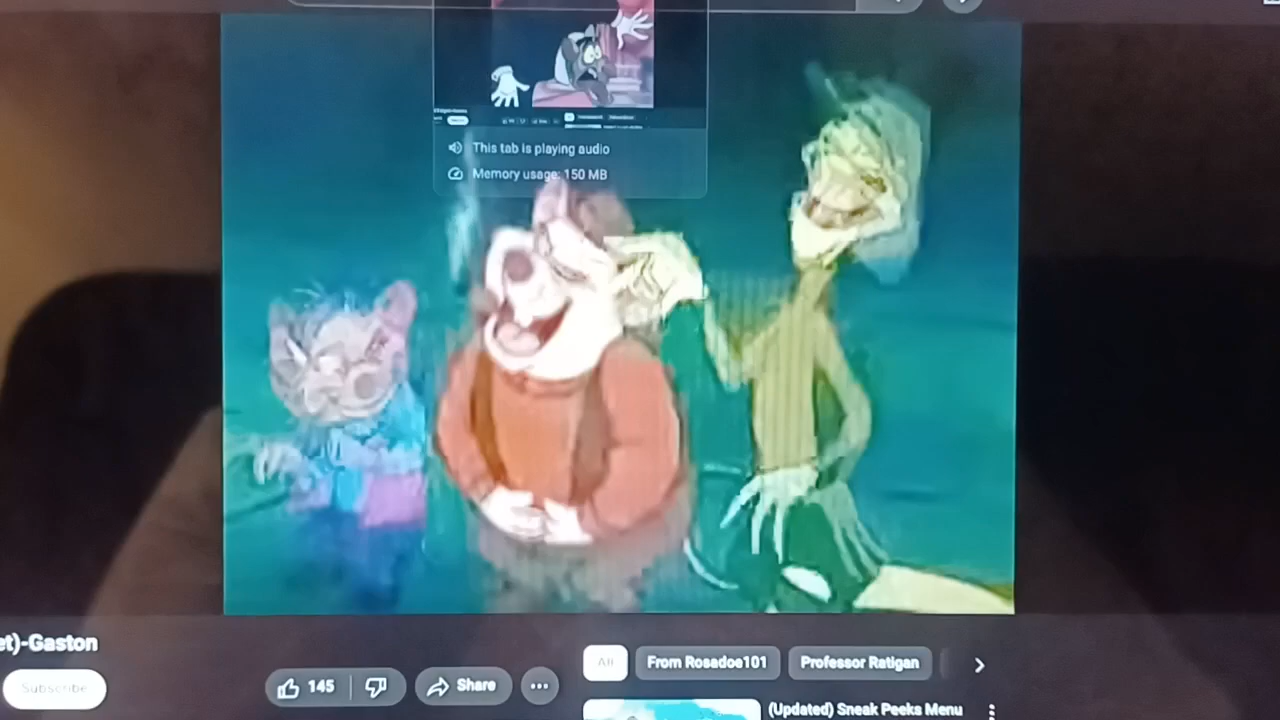 This tab is playing audio
Memory usage: 150 MB
et)-Gaston
Subscribe
145
Share
All
From Rosadoe101
Professor Ratigan
(Updated) Sneak Peeks Menu